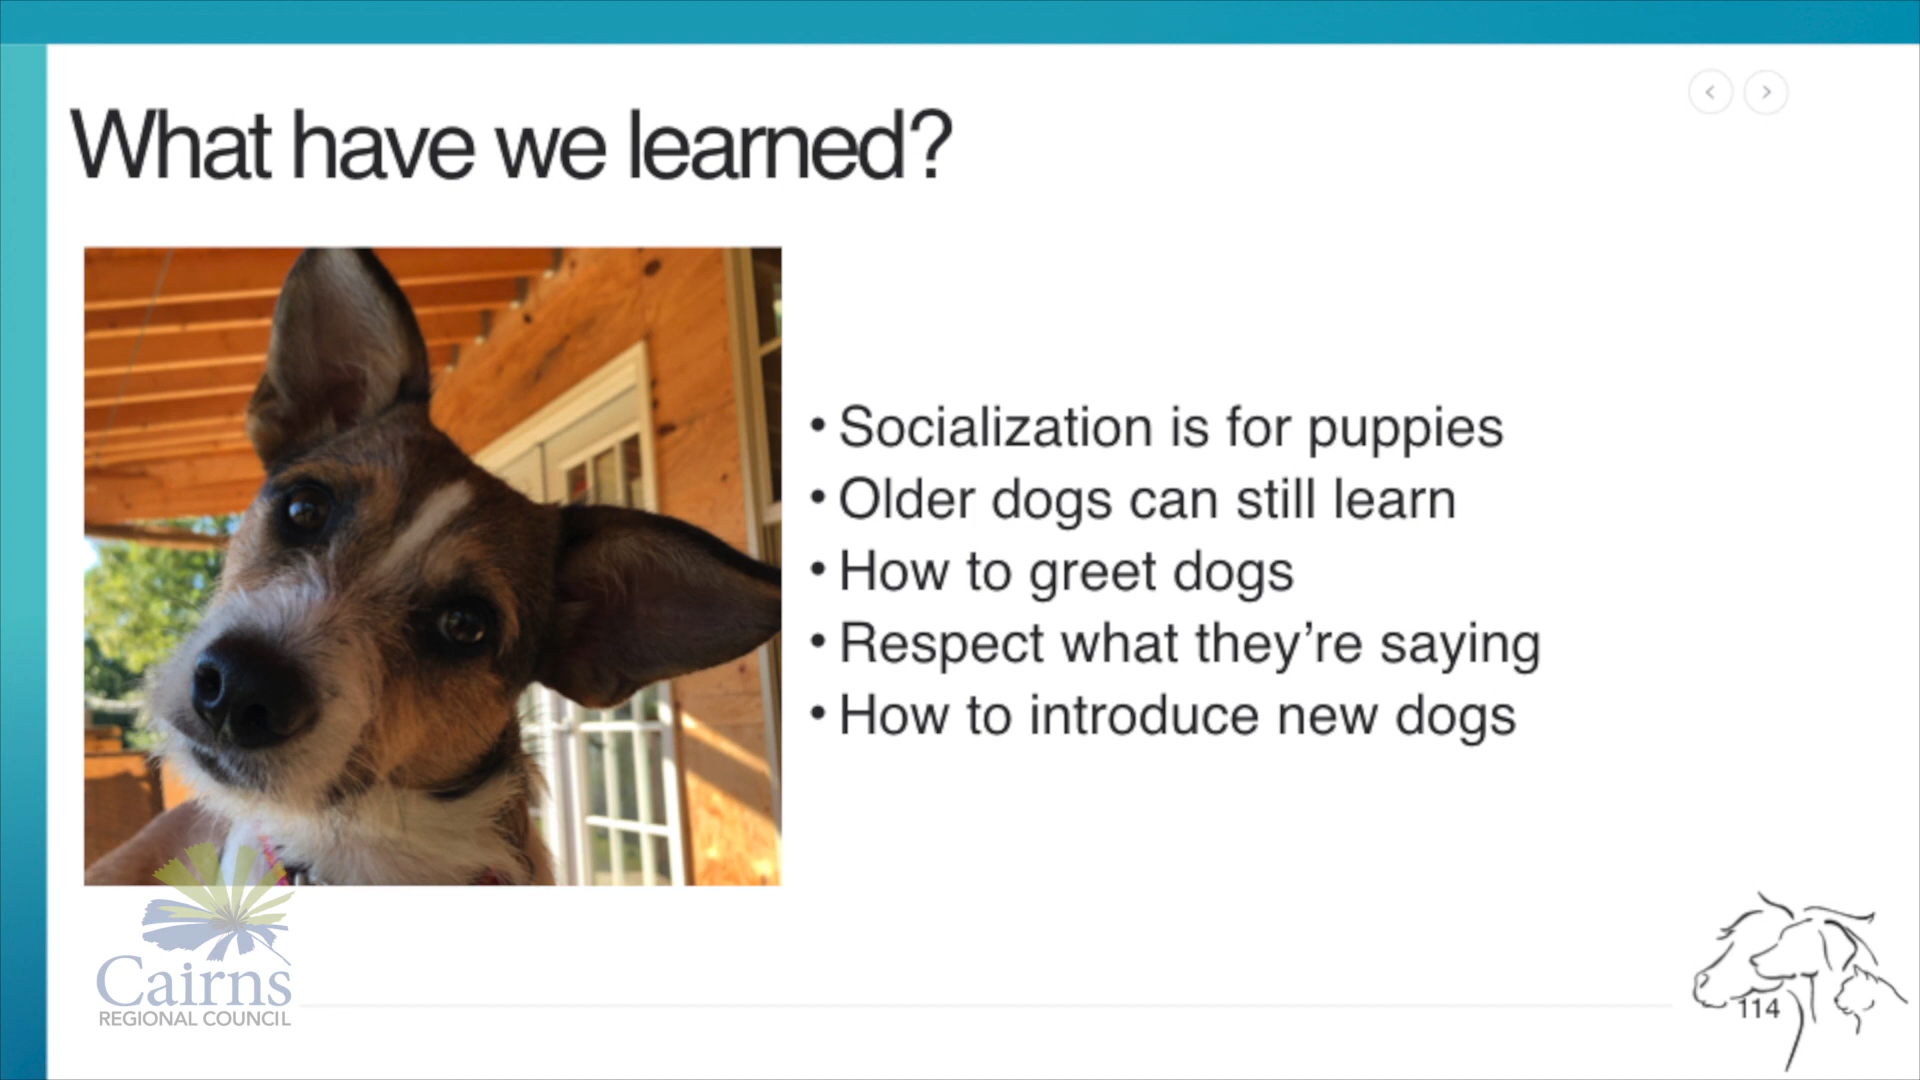 What have we learned?
• Socialization is for puppies
• Older dogs can still learn
• How to greet dogs
• Respect what they’re saying
• How to introduce new dogs
Cairns
REGIONAL COUNCIL
114